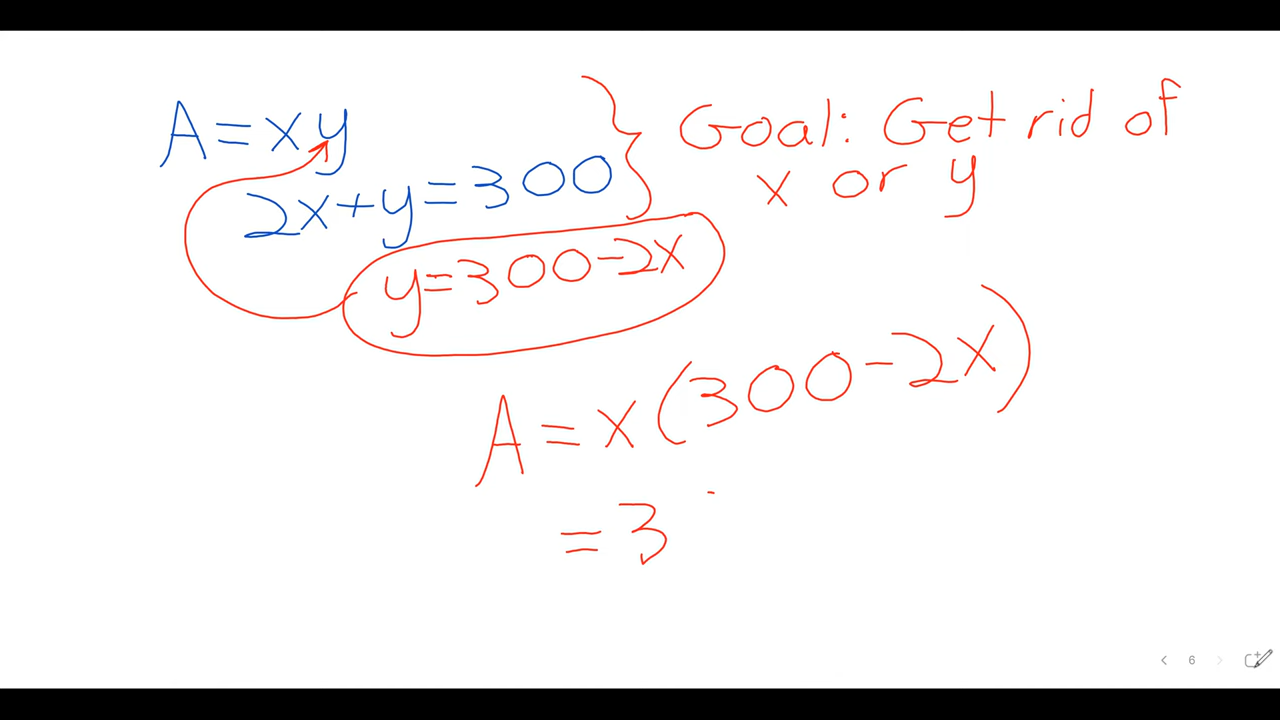 A = xy
2x + y = 300
y = 300 - 2x
Goal: Get rid of
x or y
A = x(300 - 2x)
= 3
6